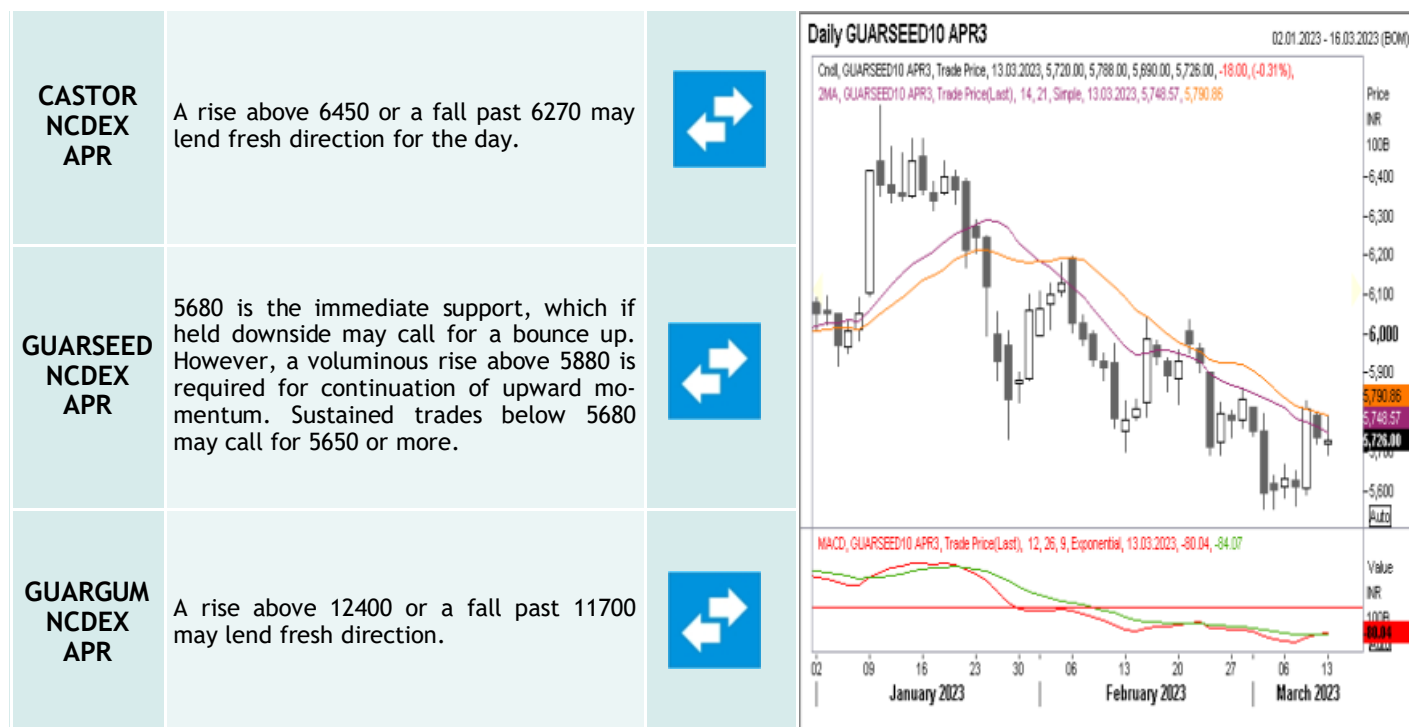 CASTOR
NCDEX
APR
A rise above 6450 or a fall past 6270 may
lend fresh direction for the day.
GUARSEED
NCDEX
APR
5680 is the immediate support, which if
held downside may call for a bounce up.
However, a voluminous rise above 5880 is
required for continuation of upward mo-
mentum. Sustained trades below 5680
may call for 5650 or more.
GUARGUM
NCDEX
APR
A rise above 12400 or a fall past 11700
may lend fresh direction.
Daily GUARSEED10 APR3
02.01.2023 - 16.03.2023 (BOM)
Cndl, GUARSEED10 APR3, Trade Price, 13.03.2023, 5,720.00, 5,788.00, 5,690.00, 5,726.00, -18.00, (-0.31%),
2MA, GUARSEED10 APR3, Trade Price(Last), 14, 21, Simple, 13.03.2023, 5,748.57, 5,790.86
Price
INR
100B
6,400
6,300
6,200
6,100
6,000
5,900
5,790.86
5,748.57
5,726.00
5,600
Auto
MACD, GUARSEED10 APR3, Trade Price(Last), 12, 26, 9, Exponential, 13.03.2023, -80.04, -84.07
Value
INR
100B
80.04
02 09 16 23 30 06 13 20 27 06 13
January 2023 February 2023 March 2023